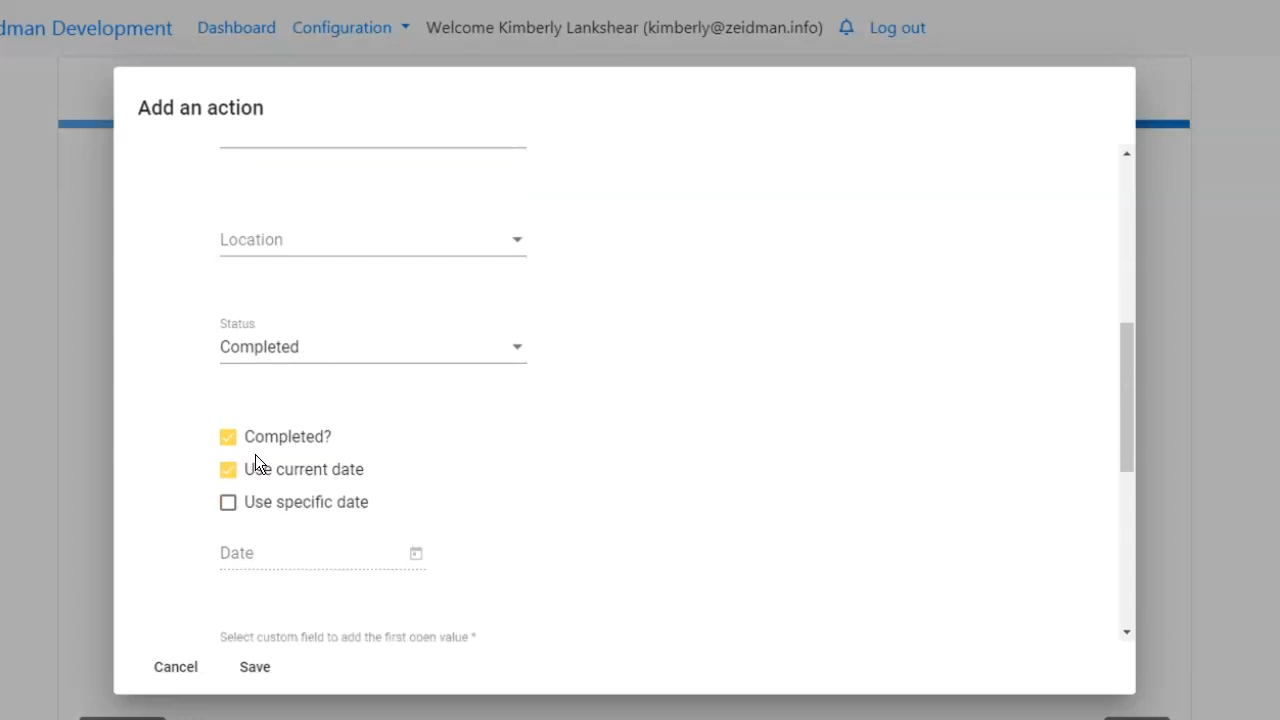 dman Development Dashboard Configuration Welcome Kimberly Lankshear (kimberly@zeidman.info) Log out
Add an action
Location
Status
Completed
Completed?
Use current date
Use specific date
Date
Select custom field to add the first open value *
Cancel Save